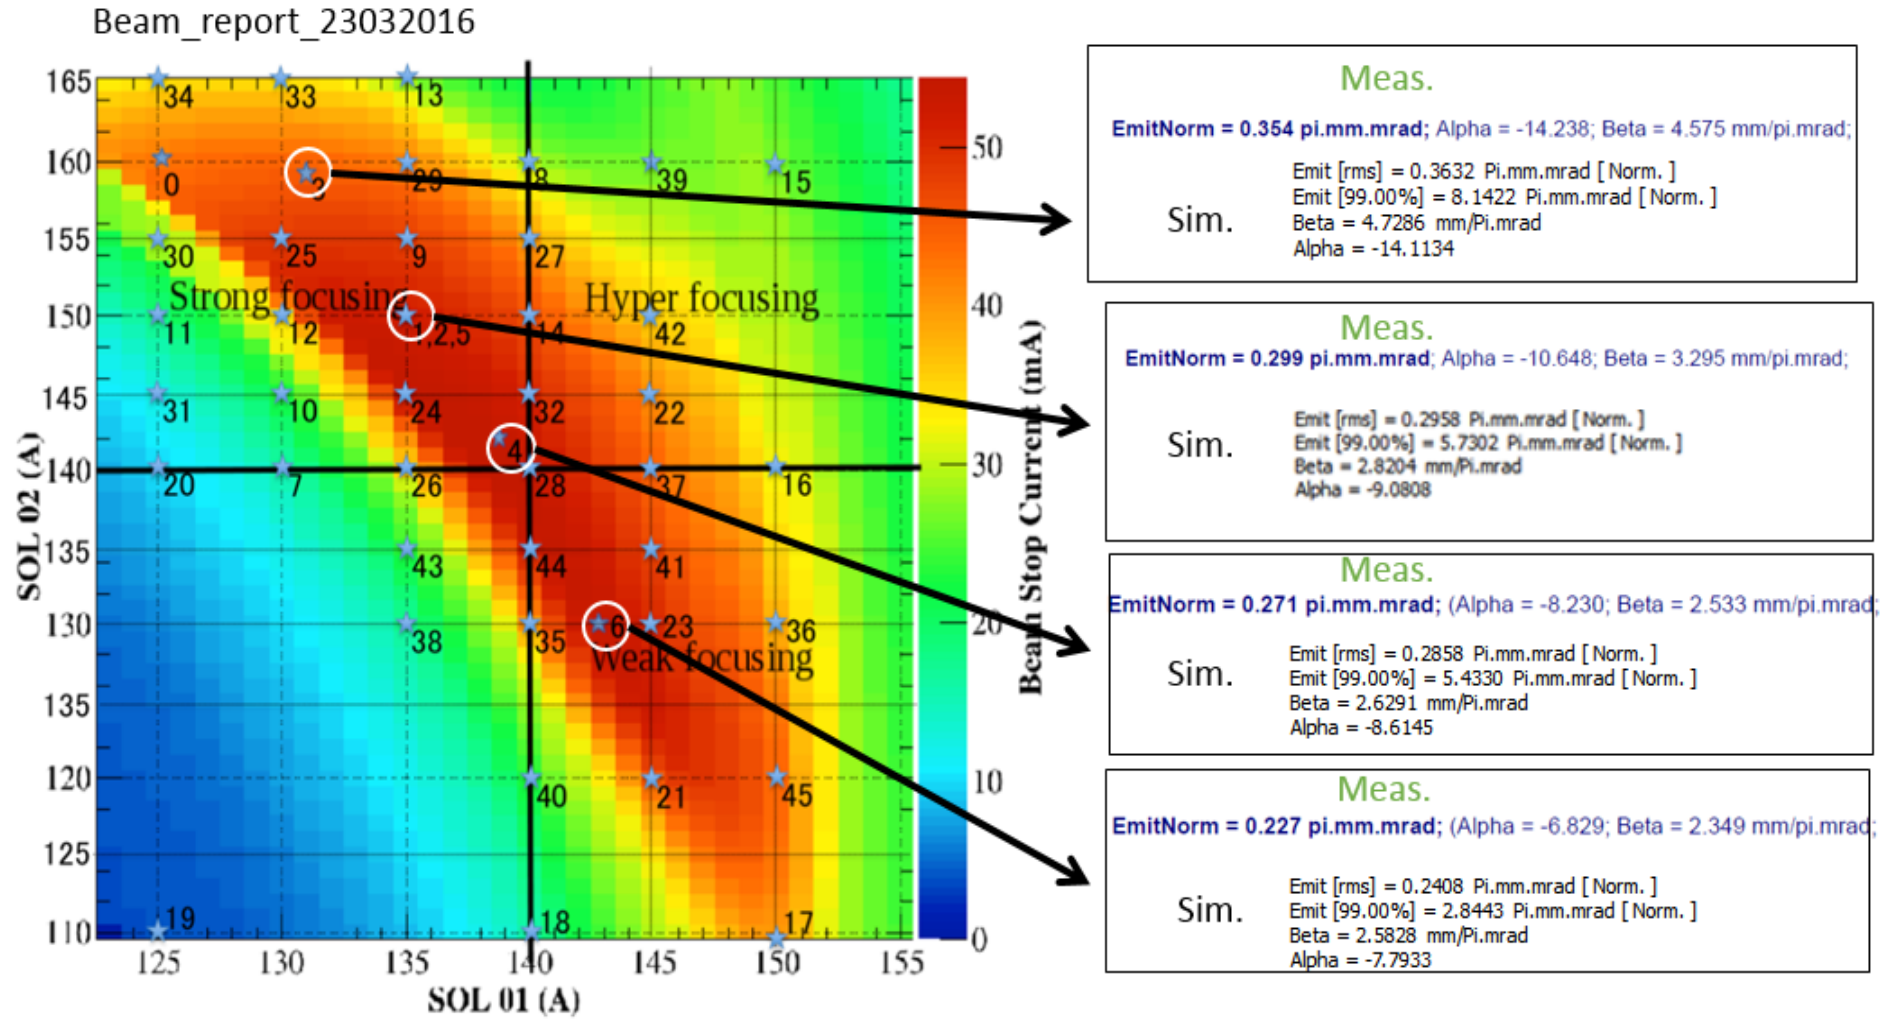 Beam_report_23032016
165
160
155
150
145
140
135
130
135
120
125
110
SOL 02 (A)
125
130
135
140
145
150
155
SOL 01 (A)
34
33
13
0
3
29
8
39
15
30
25
9
27
Strong focusing
Hyper focusing
11
12
1,2,5
14
42
31
10
24
32
22
4
20
7
26
28
37
16
43
44
41
38
35
6
23
36
Weak focusing
40
21
45
19
18
17
50
40
30
20
10
0
Beam Stop Current (mA)
Meas.
EmitNorm = 0.354 pi.mm.mrad; Alpha = -14.238; Beta = 4.575 mm/pi.mrad;
Sim.
Emit [rms] = 0.3632 Pi.mm.mrad [ Norm. ]
Emit [99.00%] = 8.1422 Pi.mm.mrad [ Norm. ]
Beta = 4.7286 mm/Pi.mrad
Alpha = -14.1134
Meas.
EmitNorm = 0.299 pi.mm.mrad; Alpha = -10.648; Beta = 3.295 mm/pi.mrad;
Sim.
Emit [rms] = 0.2958 Pi.mm.mrad [ Norm. ]
Emit [99.00%] = 5.7302 Pi.mm.mrad [ Norm. ]
Beta = 2.8204 mm/Pi.mrad
Alpha = -9.0808
Meas.
EmitNorm = 0.271 pi.mm.mrad; (Alpha = -8.230; Beta = 2.533 mm/pi.mrad;
Sim.
Emit [rms] = 0.2858 Pi.mm.mrad [ Norm. ]
Emit [99.00%] = 5.4330 Pi.mm.mrad [ Norm. ]
Beta = 2.6291 mm/Pi.mrad
Alpha = -8.6145
Meas.
EmitNorm = 0.227 pi.mm.mrad; (Alpha = -6.829; Beta = 2.349 mm/pi.mrad;
Sim.
Emit [rms] = 0.2408 Pi.mm.mrad [ Norm. ]
Emit [99.00%] = 2.8443 Pi.mm.mrad [ Norm. ]
Beta = 2.5828 mm/Pi.mrad
Alpha = -7.7933